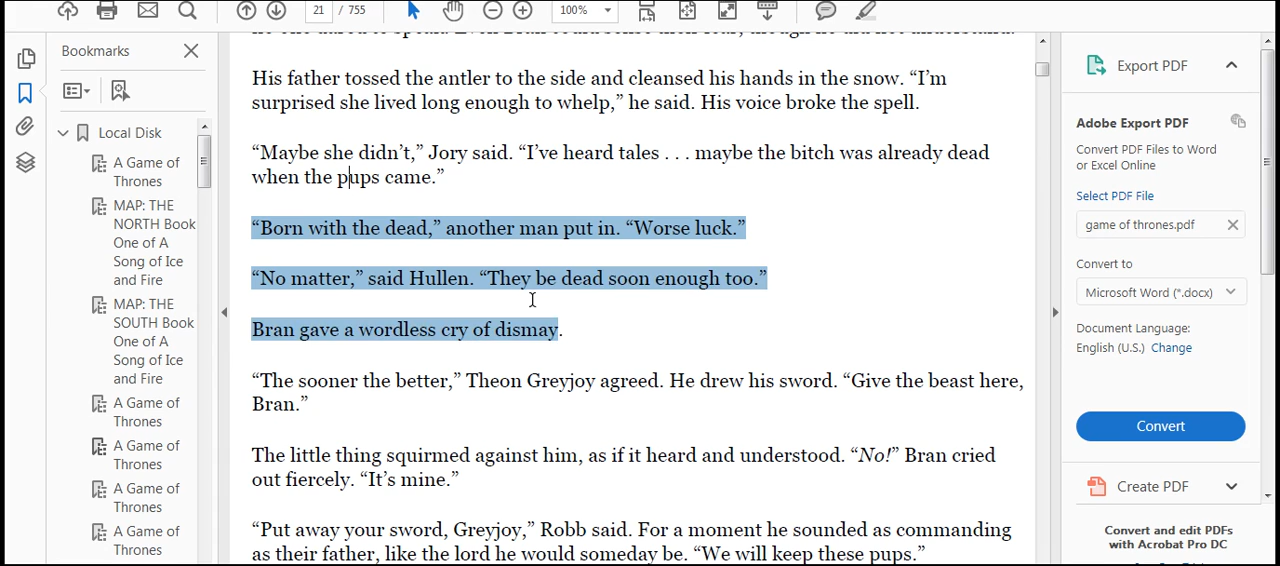 21 / 755
100%
Bookmarks
Local Disk
A Game of
Thrones
MAP: THE
NORTH Book
One of A
Song of Ice
and Fire
MAP: THE
SOUTH Book
One of A
Song of Ice
and Fire
A Game of
Thrones
A Game of
Thrones
A Game of
Thrones
A Game of
Thrones
His father tossed the antler to the side and cleansed his hands in the snow. “I’m
surprised she lived long enough to whelp,” he said. His voice broke the spell.
“Maybe she didn’t,” Jory said. “I’ve heard tales . . . maybe the bitch was already dead
when the pups came.”
“Born with the dead,” another man put in. “Worse luck.”
“No matter,” said Hullen. “They be dead soon enough too.”
Bran gave a wordless cry of dismay.
“The sooner the better,” Theon Greyjoy agreed. He drew his sword. “Give the beast here,
Bran.”
The little thing squirmed against him, as if it heard and understood. “No!” Bran cried
out fiercely. “It’s mine.”
“Put away your sword, Greyjoy,” Robb said. For a moment he sounded as commanding
as their father, like the lord he would someday be. “We will keep these pups.”
Export PDF
Adobe Export PDF
Convert PDF Files to Word
or Excel Online
Select PDF File
game of thrones.pdf
Convert to
Microsoft Word (*.docx)
Document Language:
English (U.S.) Change
Convert
Create PDF
Convert and edit PDFs
with Acrobat Pro DC